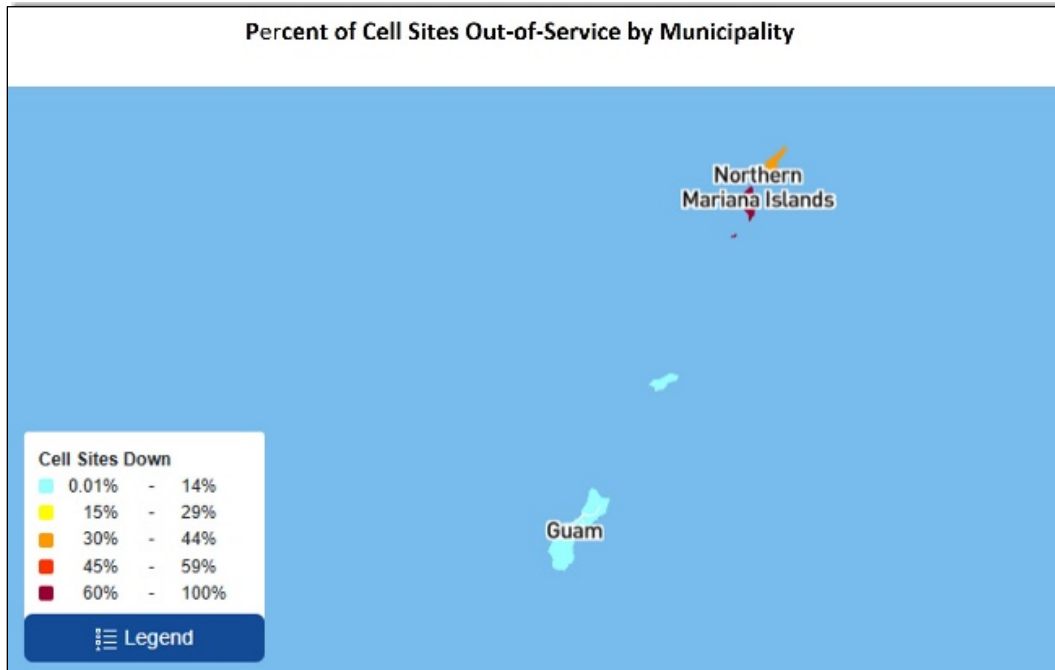 Percent of Cell Sites Out-of-Service by Municipality
Northern
Mariana Islands
Guam
Cell Sites Down
0.01% - 14%
15% - 29%
30% - 44%
45% - 59%
60% - 100%
Legend